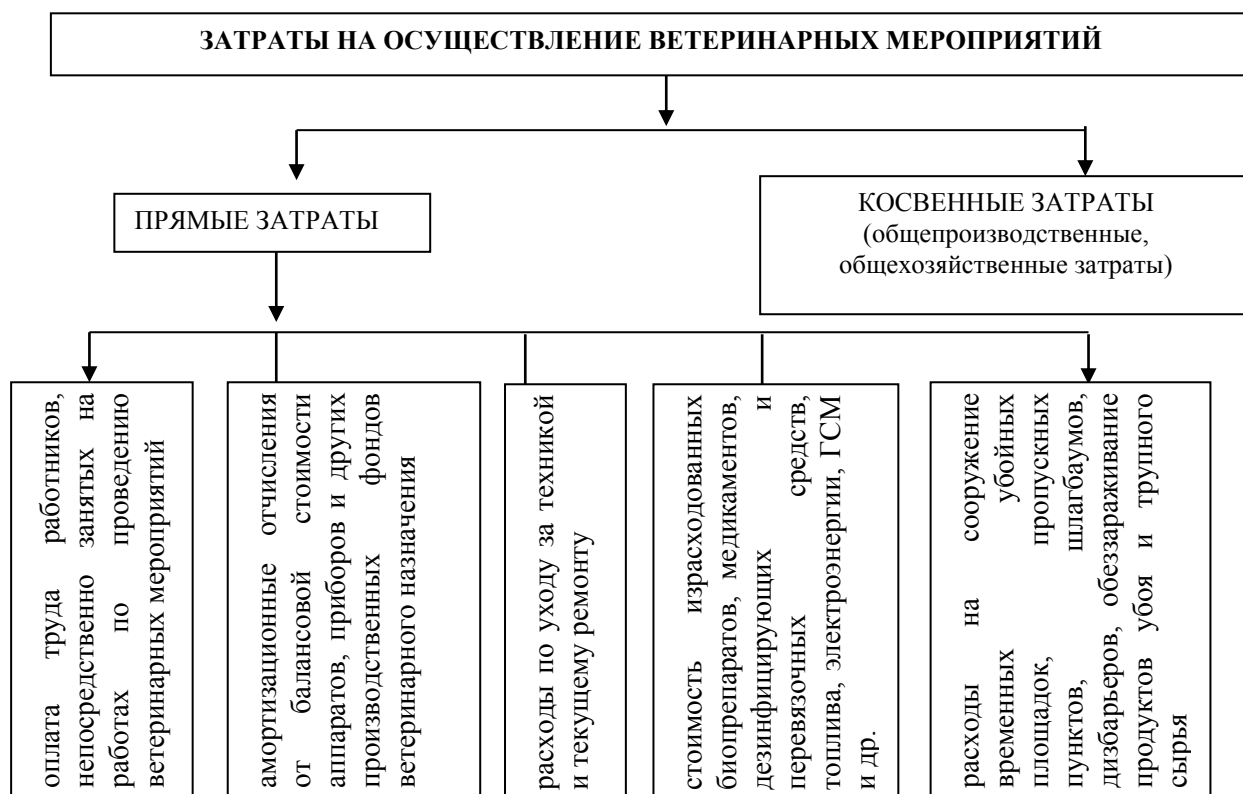 ЗАТРАТЫ НА ОСУЩЕСТВЛЕНИЕ ВЕТЕРИНАРНЫХ МЕРОПРИЯТИЙ
ПРЯМЫЕ ЗАТРАТЫ
КОСВЕННЫЕ ЗАТРАТЫ
(общепроизводственные,
общехозяйственные затраты)
оплата труда работников,
непосредственно занятых на
работах по проведению
ветеринарных мероприятий
амортизационные отчисления
от балансовой стоимости
аппаратов, приборов и других
производственных фондов
ветеринарного назначения
расходы по уходу за техникой
и текущему ремонту
стоимость израсходованных
биопрепаратов, медикаментов,
дезинфицирующих и
перевязочных средств,
топлива, электроэнергии, ГСМ
и др.
расходы на сооружение
временных убойных
площадок, пропускных
пунктов, шлагбаумов,
дизбарьеров, обеззараживание
продуктов убоя и трупного
сырья